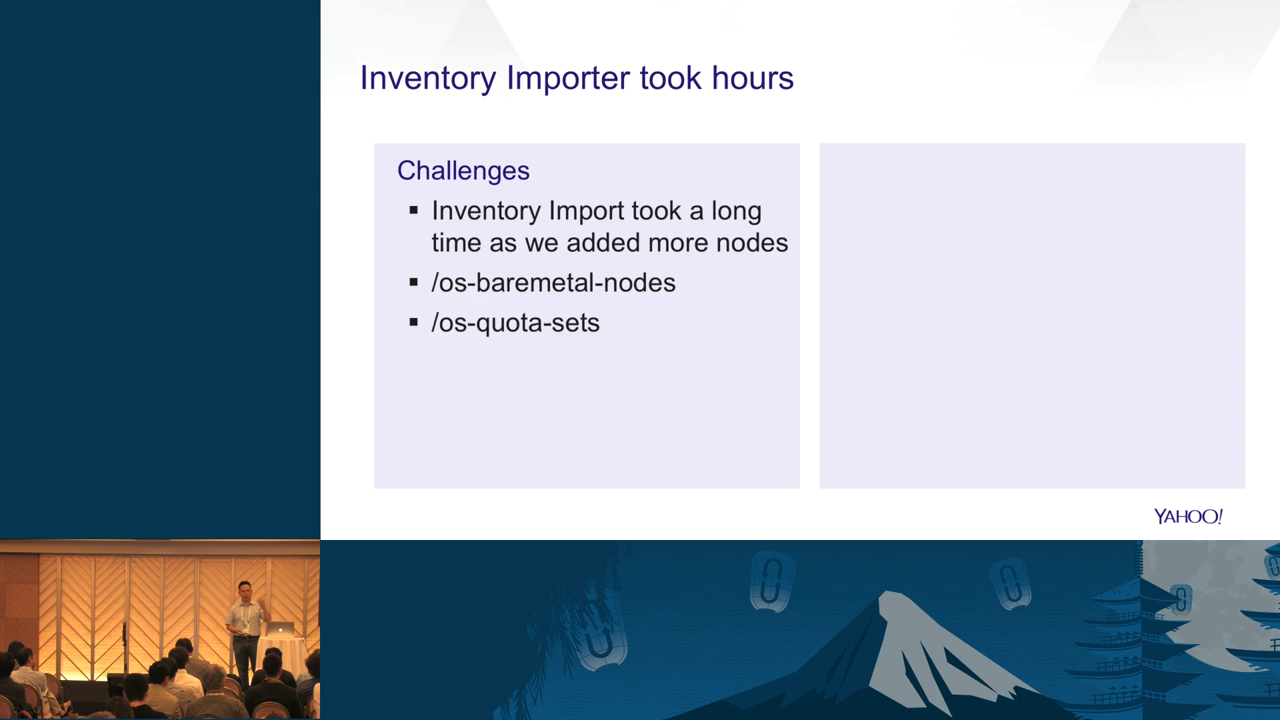 Inventory Importer took hours
Challenges
▪ Inventory Import took a long
time as we added more nodes
▪ /os-baremetal-nodes
▪ /os-quota-sets
YAHOO!